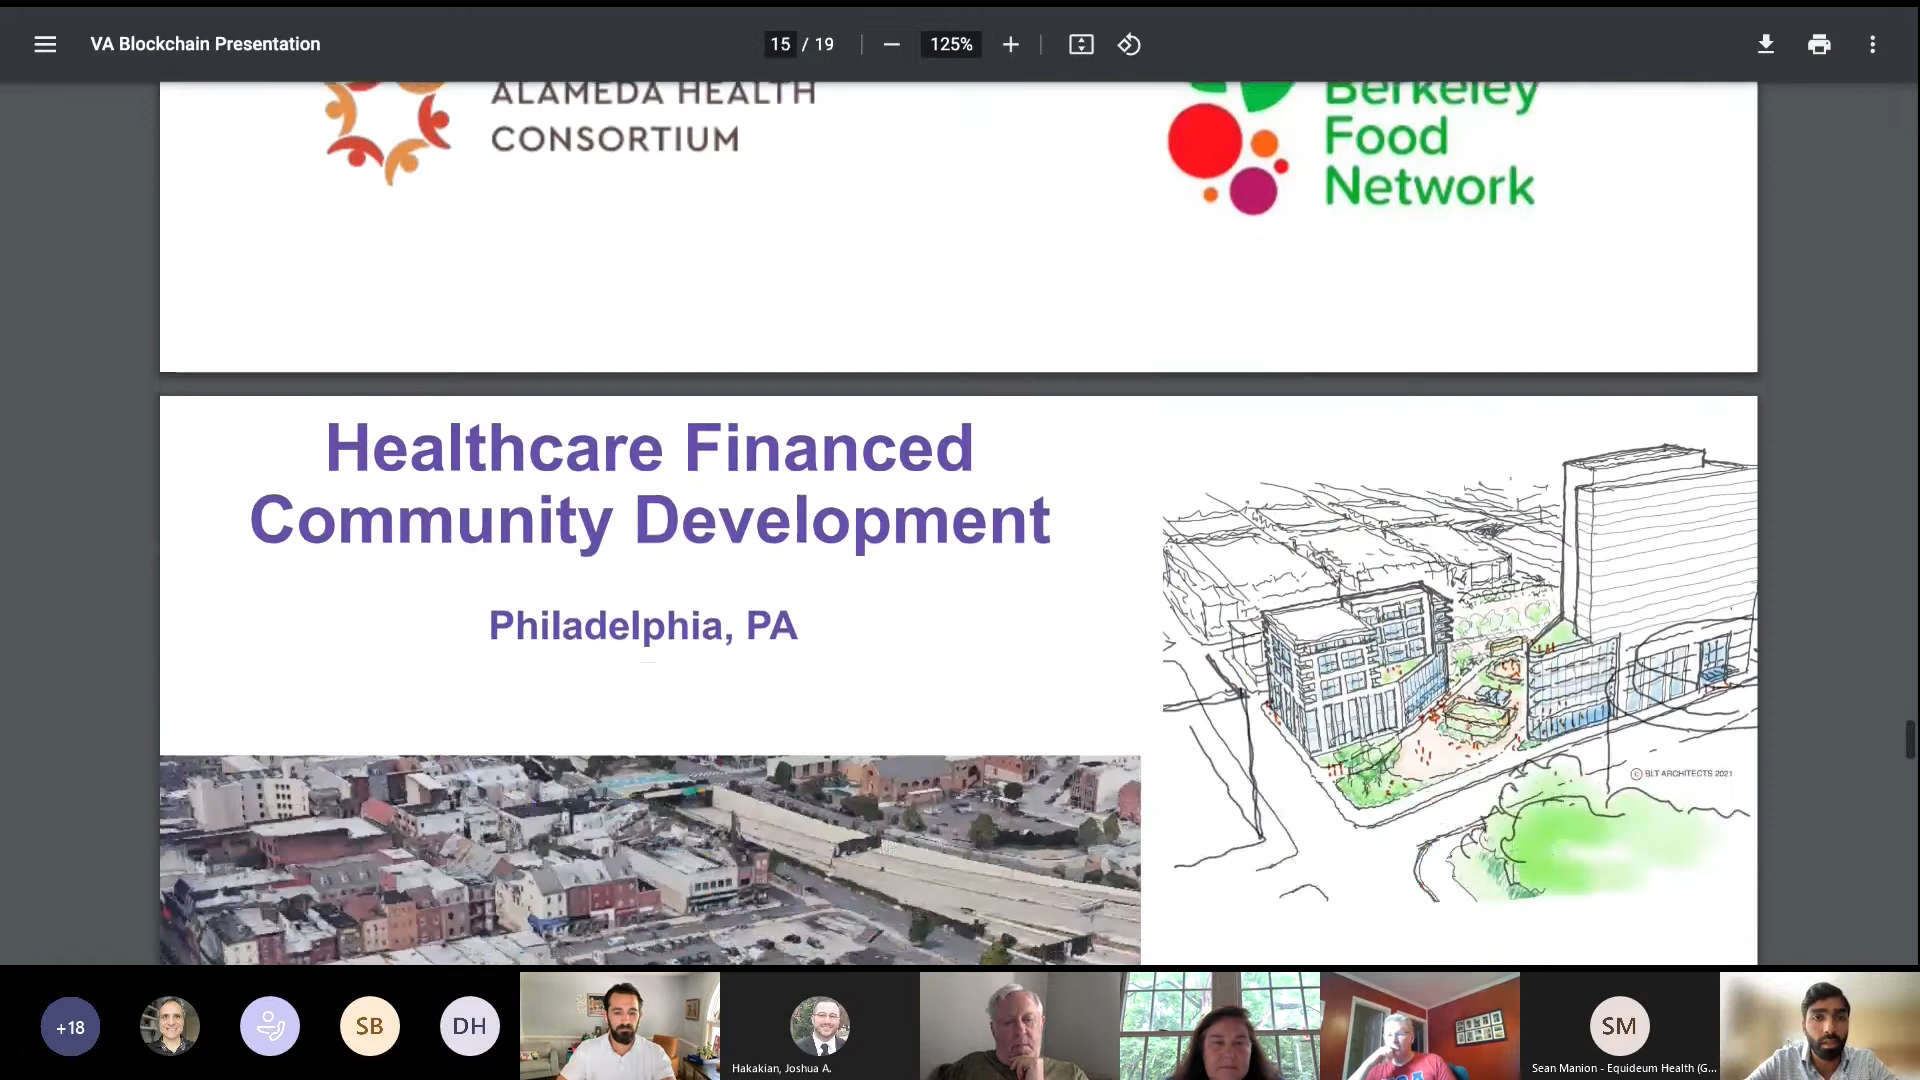 VA Blockchain Presentation
15 / 19
125%
ALAMEDA HEALTH
CONSORTIUM
Berkeley
Food
Network
Healthcare Financed
Community Development
Philadelphia, PA
© BLT ARCHITECTS 2021
+18
SB
DH
Hakakian, Joshua A.
SM
Sean Manion - Equideum Health (G...